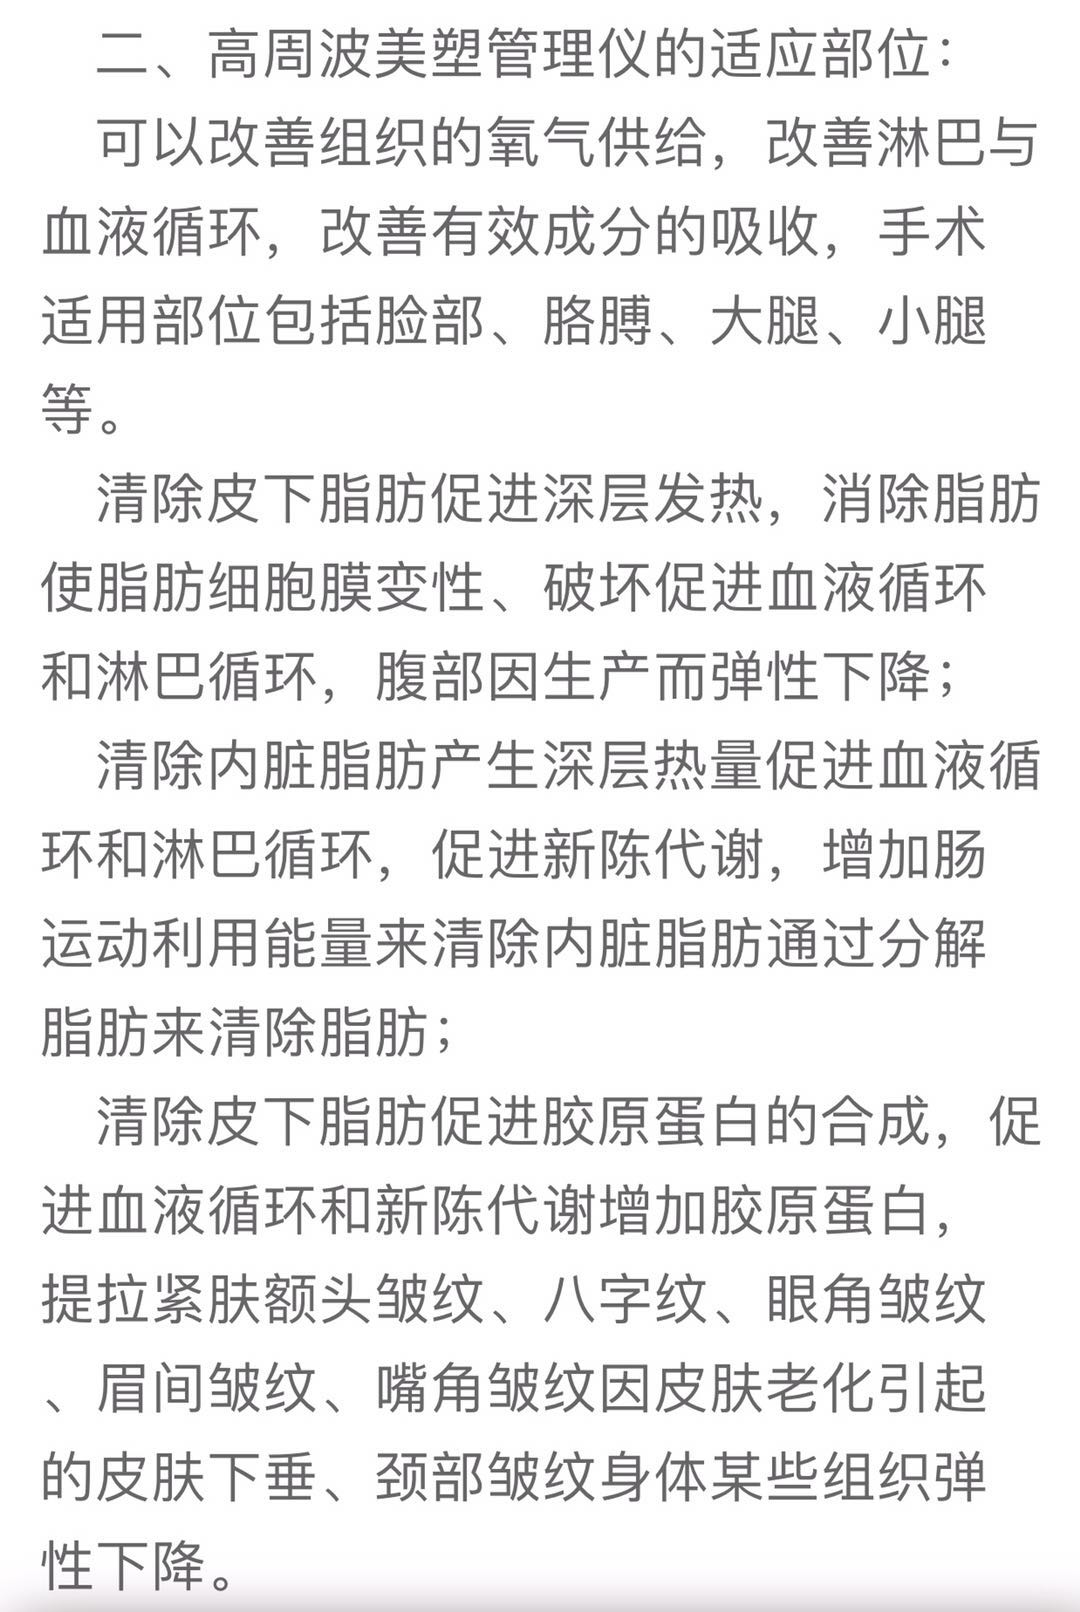 二、高周波美塑管理仪的适应部位：
可以改善组织的氧气供给，改善淋巴与
血液循环，改善有效成分的吸收，手术
适用部位包括脸部、胳膊、大腿、小腿
等。
清除皮下脂肪促进深层发热，消除脂肪
使脂肪细胞膜变性、破坏促进血液循环
和淋巴循环，腹部因生产而弹性下降；
清除内脏脂肪产生深层热量促进血液循
环和淋巴循环，促进新陈代谢，增加肠
运动利用能量来清除内脏脂肪通过分解
脂肪来清除脂肪；
清除皮下脂肪促进胶原蛋白的合成，促
进血液循环和新陈代谢增加胶原蛋白，
提拉紧肤额头皱纹、八字纹、眼角皱纹
、眉间皱纹、嘴角皱纹因皮肤老化引起
的皮肤下垂、颈部皱纹身体某些组织弹
性下降。